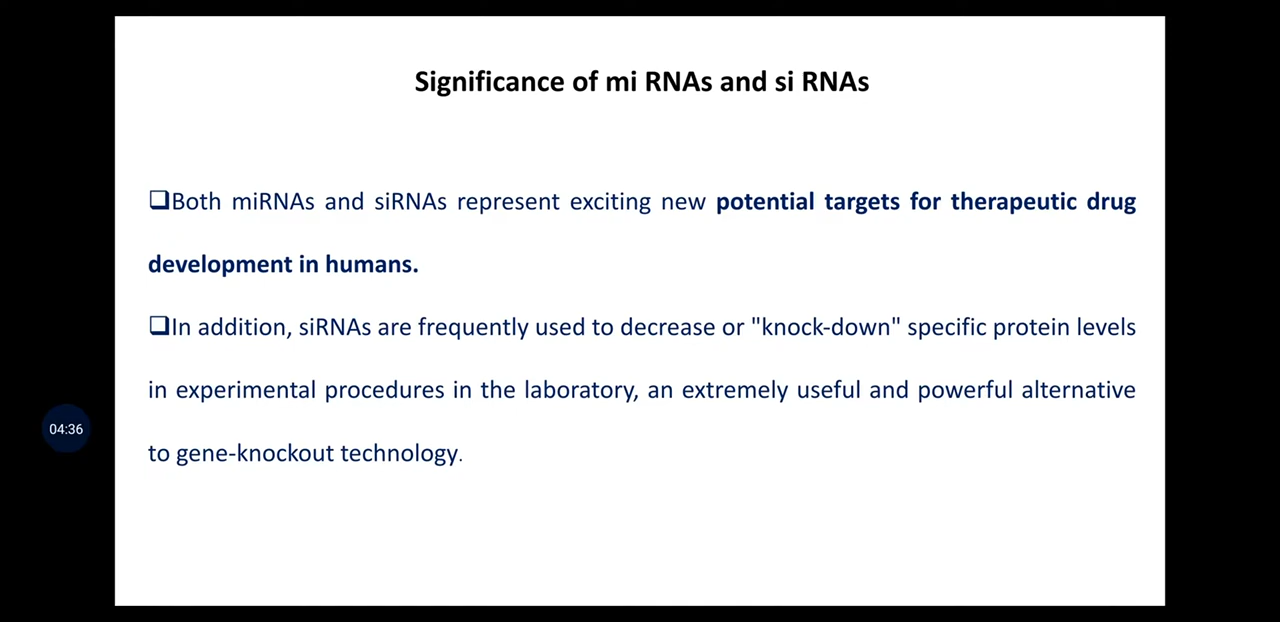 Significance of mi RNAs and si RNAs
❑Both miRNAs and siRNAs represent exciting new potential targets for therapeutic drug
development in humans.
❑In addition, siRNAs are frequently used to decrease or "knock-down" specific protein levels
in experimental procedures in the laboratory, an extremely useful and powerful alternative
04:36
to gene-knockout technology.